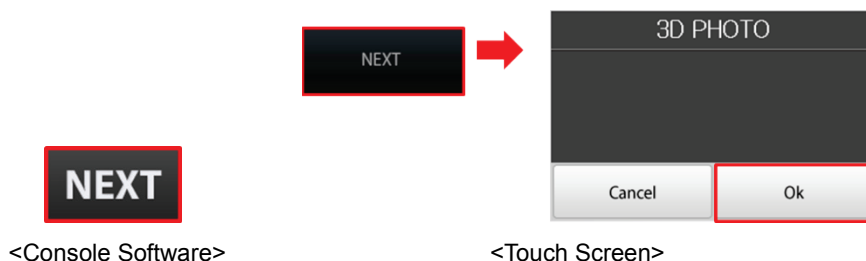 3D PHOTO
NEXT
NEXT
Cancel Ok
<Console Software> <Touch Screen>